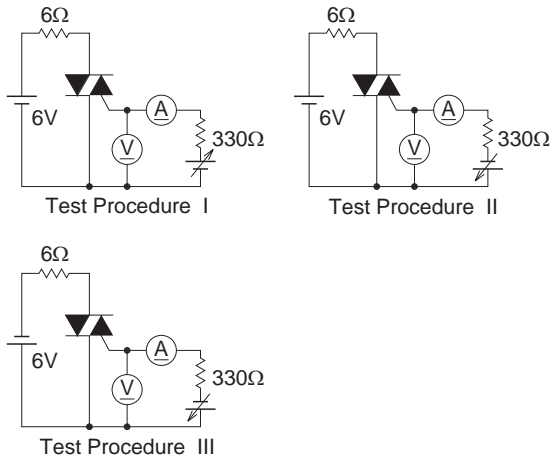 6Ω
6V
A
V
330Ω
Test Procedure I
6Ω
6V
A
V
330Ω
Test Procedure II
6Ω
6V
A
V
330Ω
Test Procedure III